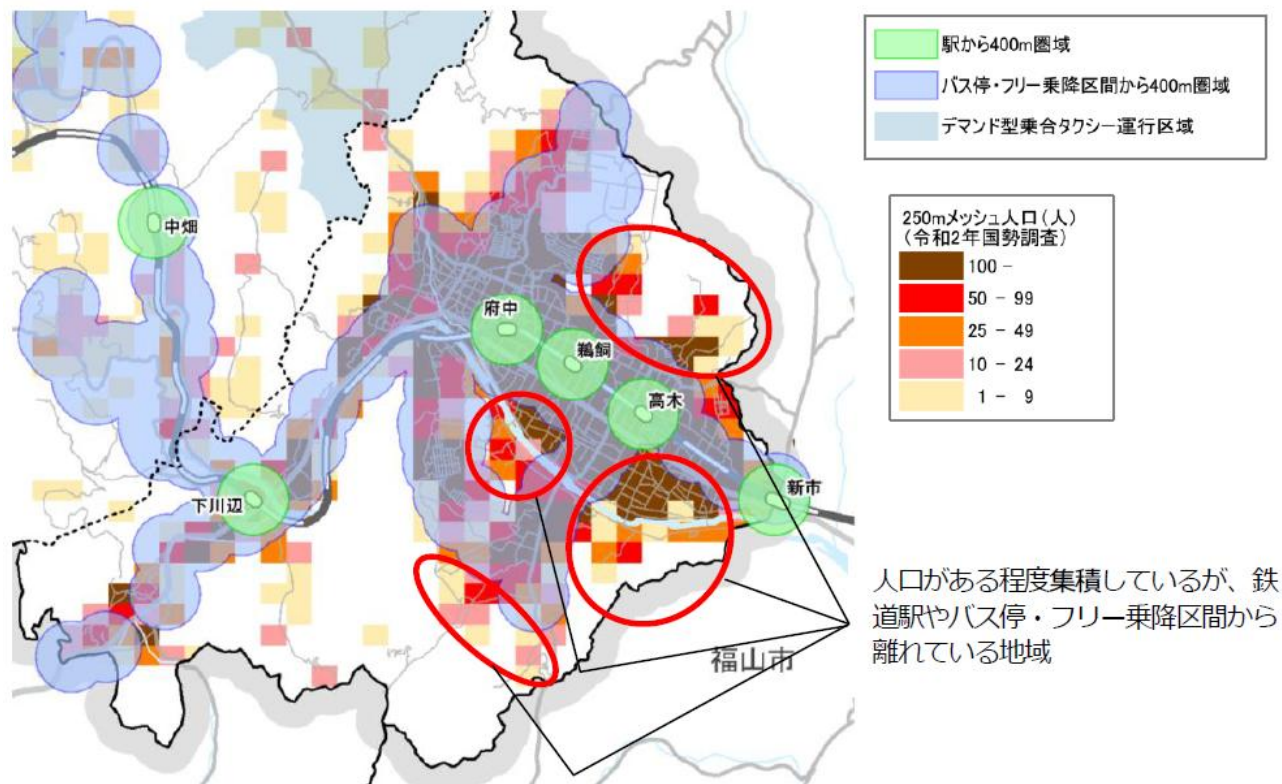 駅から400m圏域
バス停・フリー乗降区間から400m圏域
デマンド型乗合タクシー運行区域
250mメッシュ人口(人)
(令和2年国勢調査)
100 -
50 - 99
25 - 49
10 - 24
1 - 9
中畑
府中
鵜飼
高木
新市
下川辺
福山市
人口がある程度集積しているが、鉄
道駅やバス停・フリー乗降区間から
離れている地域